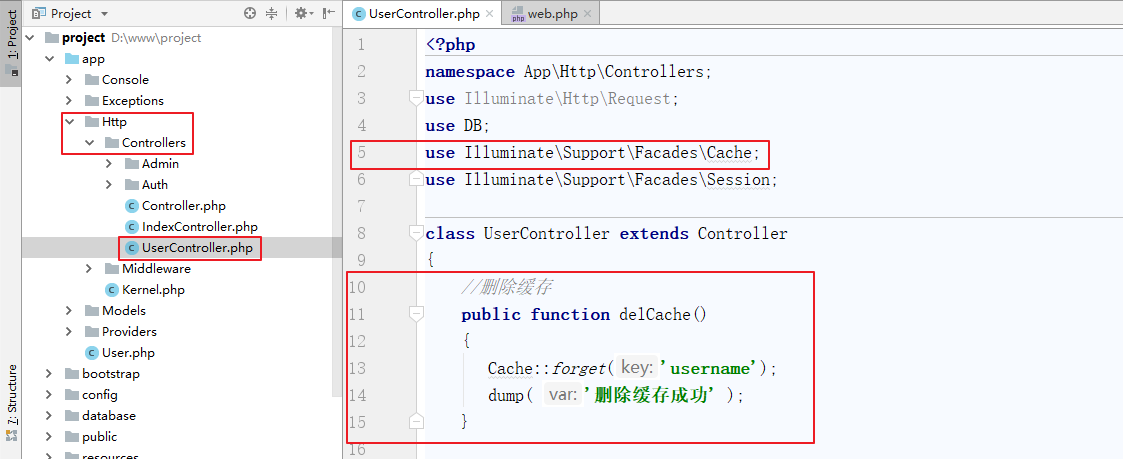 1: Project
7: Structure
Project
project D:\www\project
app
Console
Exceptions
Http
Controllers
Admin
Auth
Controller.php
IndexController.php
UserController.php
Middleware
Kernel.php
Models
Providers
User.php
bootstrap
config
database
public
resources
UserController.php
web.php
1 <?php
2 namespace App\Http\Controllers;
3 use Illuminate\Http\Request;
4 use DB;
5 use Illuminate\Support\Facades\Cache;
6 use Illuminate\Support\Facades\Session;
7
8 class UserController extends Controller
9 {
10 //删除缓存
11 public function delCache()
12 {
13 Cache::forget( key: 'username');
14 dump( var: '删除缓存成功' );
15 }
16